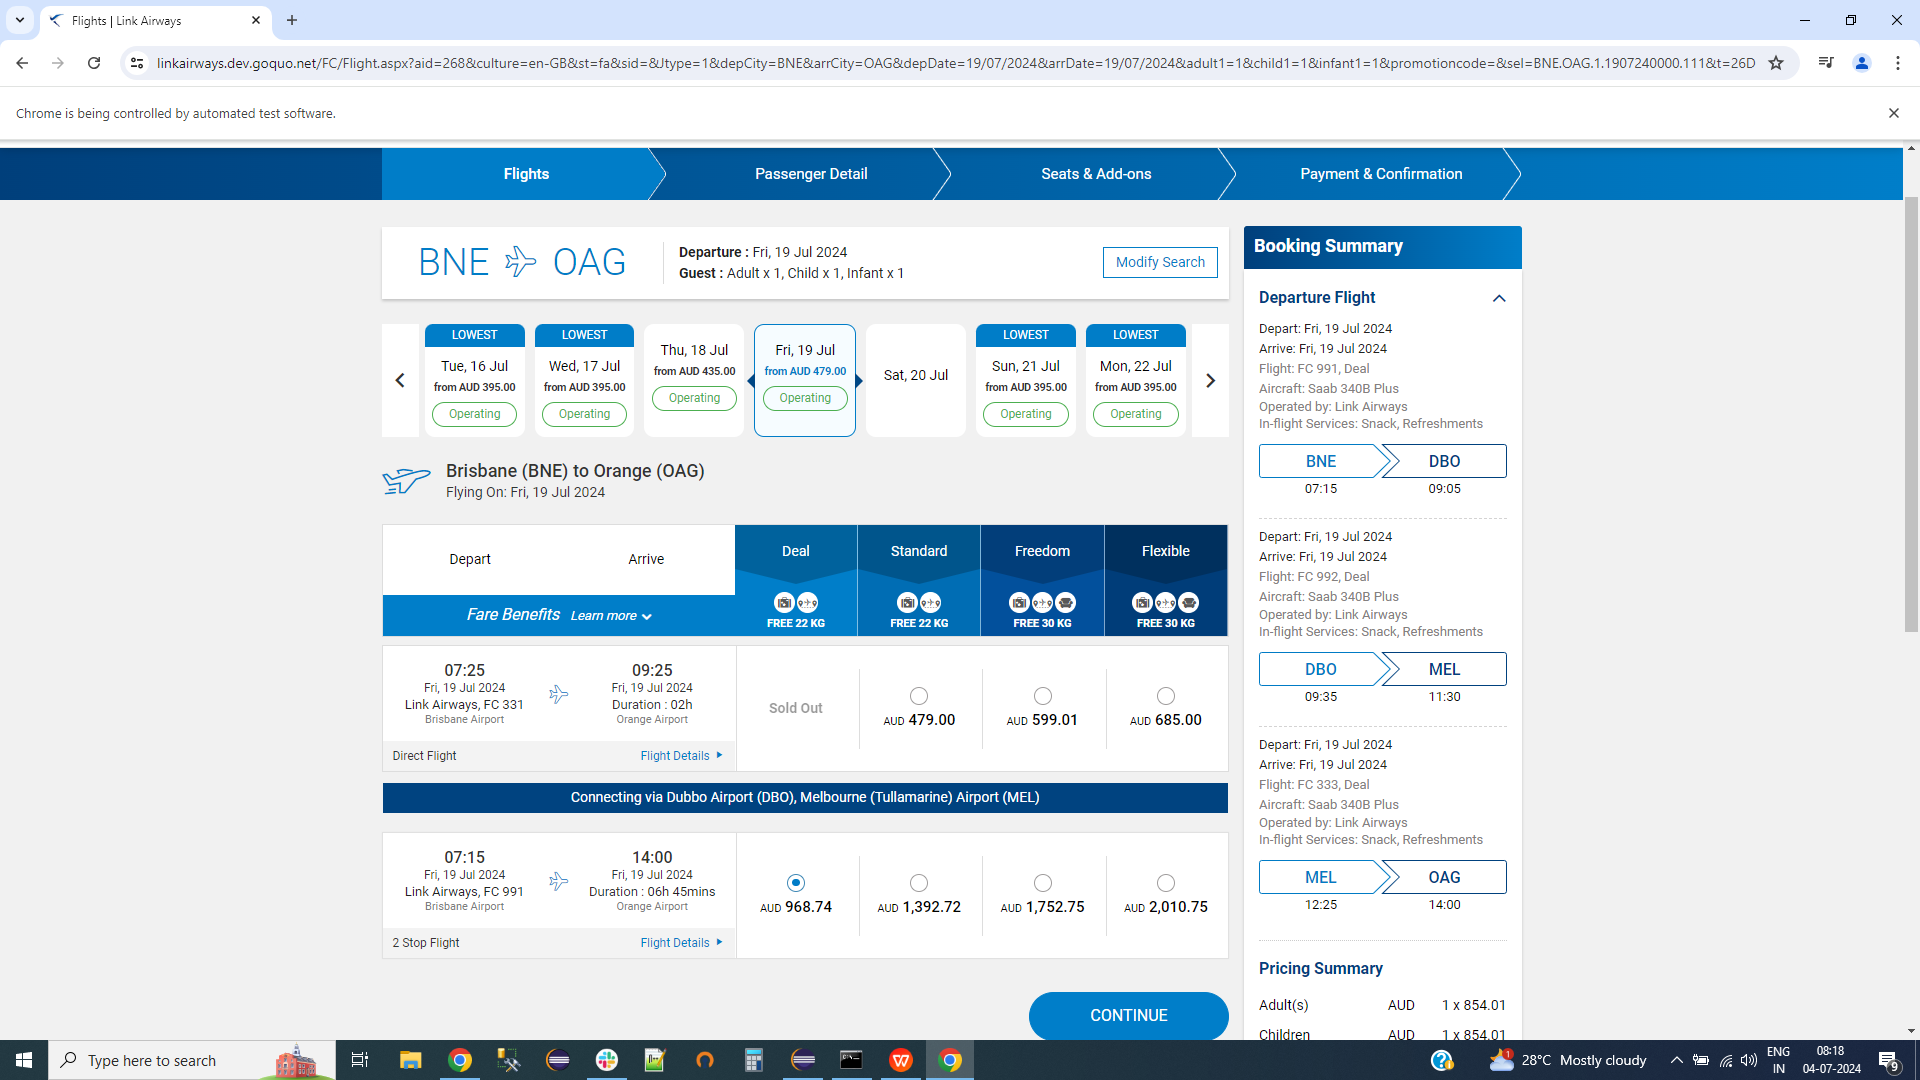 Flights | Link Airways
linkairways.dev.goquo.net/FC/Flight.aspx?aid=268&culture=en-GB&st=fa&sid=&Jtype=1&depCity=BNE&arrCity=OAG&depDate=19/07/2024&arrDate=19/07/2024&adult1=1&child1=1&infant1=1&promotioncode=&sel=BNE.OAG.1.1907240000.111&t=26D
Chrome is being controlled by automated test software.
Flights
Passenger Detail
Seats & Add-ons
Payment & Confirmation
BNE OAG
Departure : Fri, 19 Jul 2024
Guest : Adult x 1, Child x 1, Infant x 1
Modify Search
LOWEST
Tue, 16 Jul
from AUD 395.00
Operating
LOWEST
Wed, 17 Jul
from AUD 395.00
Operating
Thu, 18 Jul
from AUD 435.00
Operating
Fri, 19 Jul
from AUD 479.00
Operating
Sat, 20 Jul
LOWEST
Sun, 21 Jul
from AUD 395.00
Operating
LOWEST
Mon, 22 Jul
from AUD 395.00
Operating
Brisbane (BNE) to Orange (OAG)
Flying On: Fri, 19 Jul 2024
Depart
Arrive
Fare Benefits Learn more
Deal
FREE 22 KG
Standard
FREE 22 KG
Freedom
FREE 30 KG
Flexible
FREE 30 KG
07:25
Fri, 19 Jul 2024
Link Airways, FC 331
Brisbane Airport
09:25
Fri, 19 Jul 2024
Duration : 02h
Orange Airport
Direct Flight
Flight Details
Sold Out
AUD 479.00
AUD 599.01
AUD 685.00
Connecting via Dubbo Airport (DBO), Melbourne (Tullamarine) Airport (MEL)
07:15
Fri, 19 Jul 2024
Link Airways, FC 991
Brisbane Airport
14:00
Fri, 19 Jul 2024
Duration : 06h 45mins
Orange Airport
2 Stop Flight
Flight Details
AUD 968.74
AUD 1,392.72
AUD 1,752.75
AUD 2,010.75
CONTINUE
Booking Summary
Departure Flight
Depart: Fri, 19 Jul 2024
Arrive: Fri, 19 Jul 2024
Flight: FC 991, Deal
Aircraft: Saab 340B Plus
Operated by: Link Airways
In-flight Services: Snack, Refreshments
BNE DBO
07:15 09:05
Depart: Fri, 19 Jul 2024
Arrive: Fri, 19 Jul 2024
Flight: FC 992, Deal
Aircraft: Saab 340B Plus
Operated by: Link Airways
In-flight Services: Snack, Refreshments
DBO MEL
09:35 11:30
Depart: Fri, 19 Jul 2024
Arrive: Fri, 19 Jul 2024
Flight: FC 333, Deal
Aircraft: Saab 340B Plus
Operated by: Link Airways
In-flight Services: Snack, Refreshments
MEL OAG
12:25 14:00
Pricing Summary
Adult(s) AUD 1 x 854.01
Children AUD 1 x 854.01
Type here to search
28°C Mostly cloudy
ENG
IN
08:18
04-07-2024
9